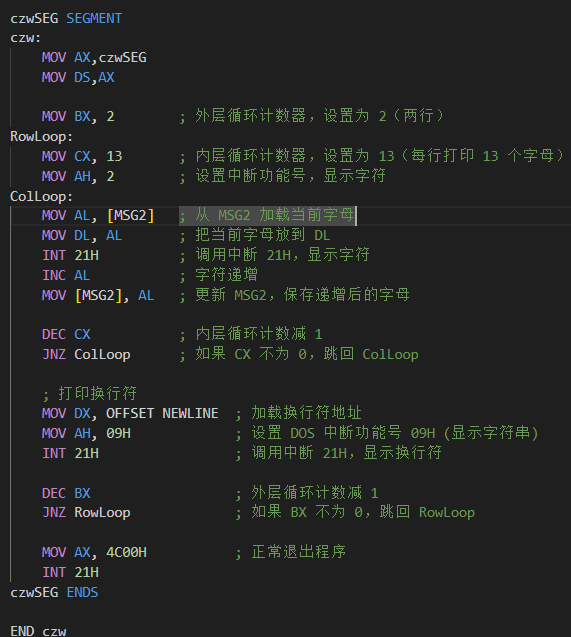 czwSEG SEGMENT
czw:
    MOV AX,czwSEG
    MOV DS,AX

    MOV BX, 2        ; 外层循环计数器，设置为 2（两行）
RowLoop:
    MOV CX, 13       ; 内层循环计数器，设置为 13（每行打印 13 个字母）
    MOV AH, 2        ; 设置中断功能号，显示字符
ColLoop:
    MOV AL, [MSG2]   ; 从 MSG2 加载当前字母
    MOV DL, AL       ; 把当前字母放到 DL
    INT 21H          ; 调用中断 21H，显示字符
    INC AL           ; 字符递增
    MOV [MSG2], AL   ; 更新 MSG2，保存递增后的字母

    DEC CX           ; 内层循环计数减 1
    JNZ ColLoop      ; 如果 CX 不为 0，跳回 ColLoop

    ; 打印换行符
    MOV DX, OFFSET NEWLINE  ; 加载换行符地址
    MOV AH, 09H             ; 设置 DOS 中断功能号 09H (显示字符串)
    INT 21H                 ; 调用中断 21H，显示换行符

    DEC BX                  ; 外层循环计数减 1
    JNZ RowLoop             ; 如果 BX 不为 0，跳回 RowLoop

    MOV AX, 4C00H           ; 正常退出程序
    INT 21H
czwSEG ENDS

END czw